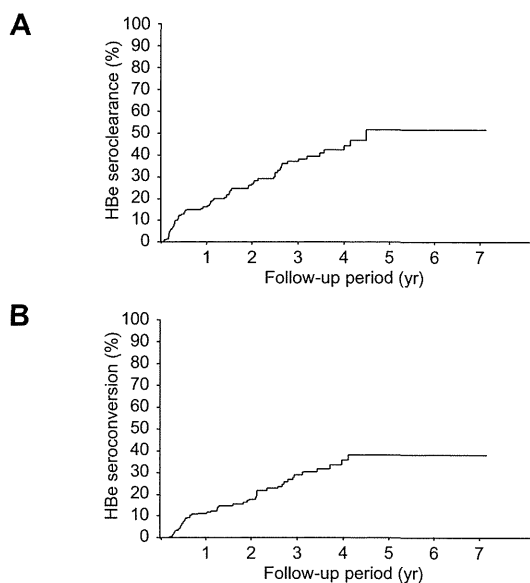 A
HBe seroclearance (%)
100
90
80
70
60
50
40
30
20
10
0
1 2 3 4 5 6 7
Follow-up period (yr)
B
HBe seroconversion (%)
100
90
80
70
60
50
40
30
20
10
0
1 2 3 4 5 6 7
Follow-up period (yr)